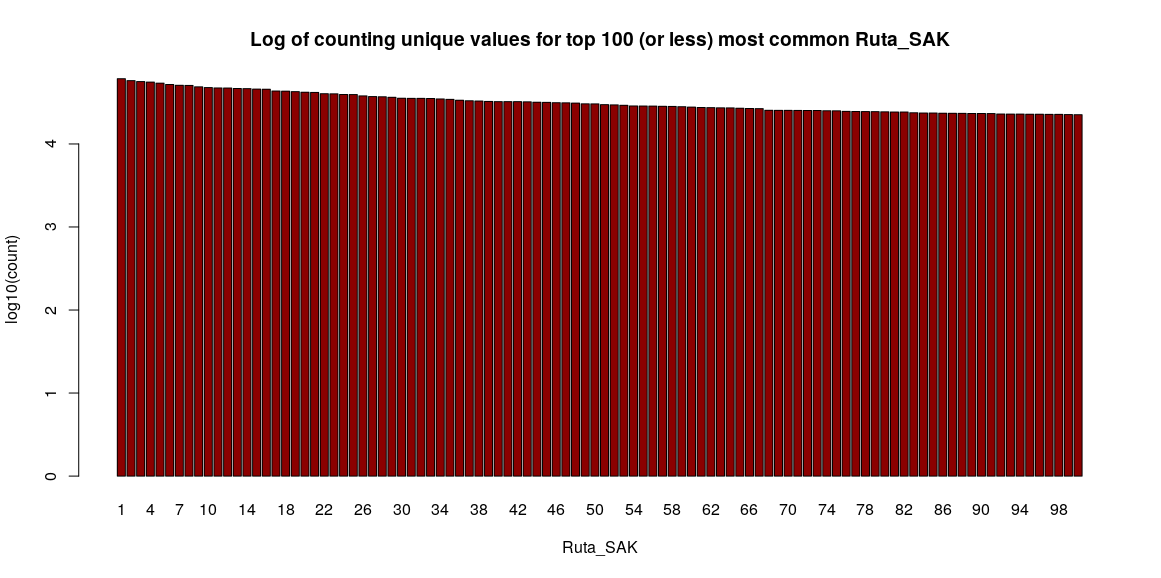 Log of counting unique values for top 100 (or less) most common Ruta_SAK
4
3
2
1
0
log10(count)
1 4 7 10 14 18 22 26 30 34 38 42 46 50 54 58 62 66 70 74 78 82 86 90 94 98
Ruta_SAK